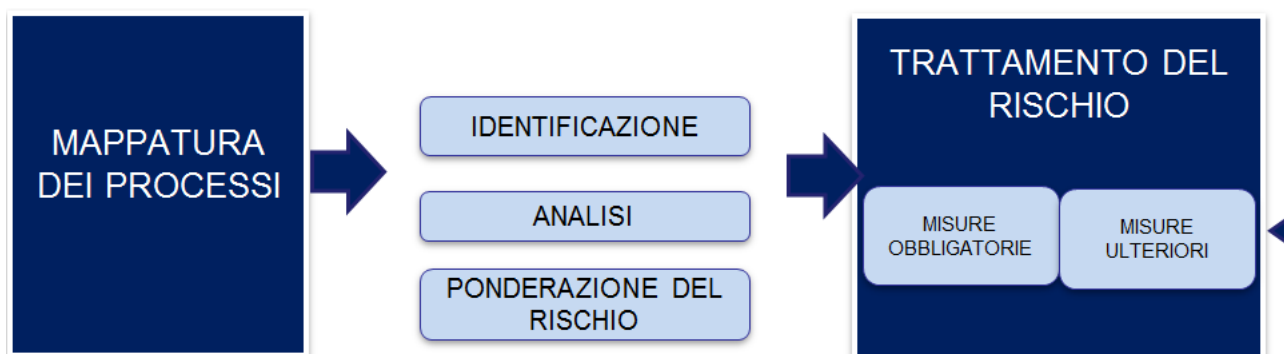 MAPPATURA
DEI PROCESSI
IDENTIFICAZIONE
ANALISI
PONDERAZIONE DEL
RISCHIO
TRATTAMENTO DEL
RISCHIO
MISURE
OBBLIGATORIE
MISURE
ULTERIORI